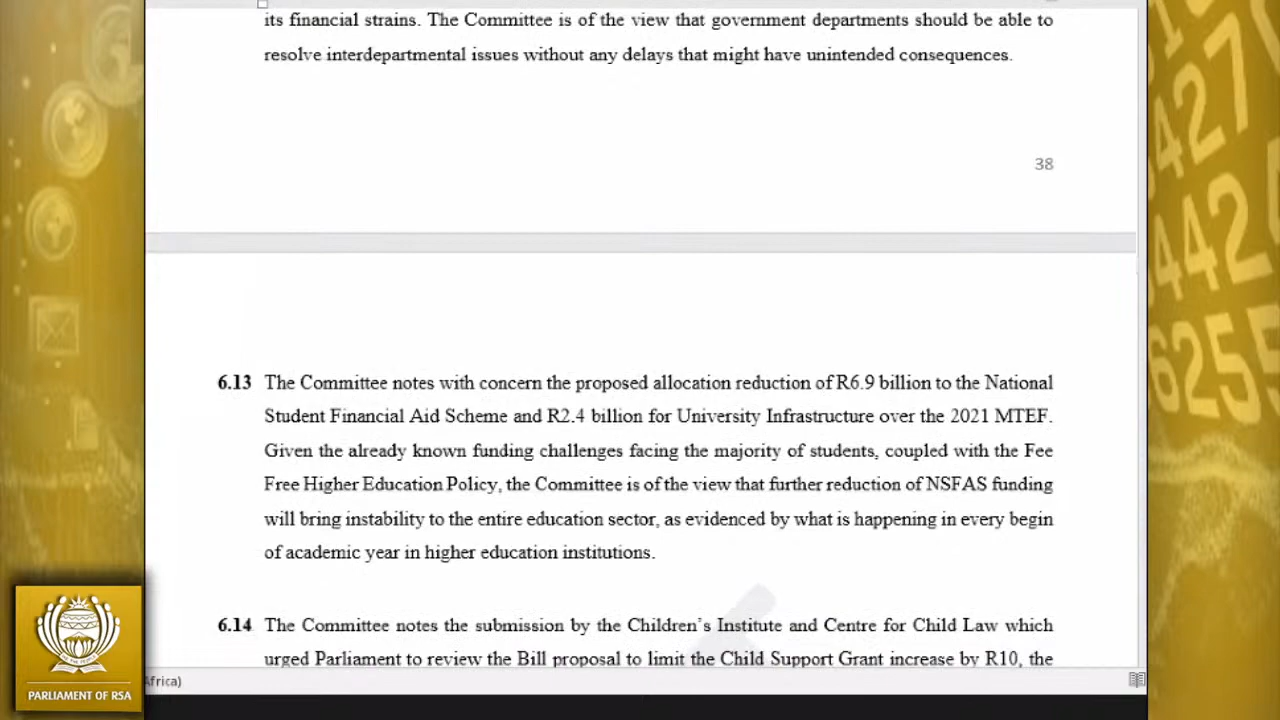 its financial strains. The Committee is of the view that government departments should be able to
resolve interdepartmental issues without any delays that might have unintended consequences.
38
6.13 The Committee notes with concern the proposed allocation reduction of R6.9 billion to the National
Student Financial Aid Scheme and R2.4 billion for University Infrastructure over the 2021 MTEF.
Given the already known funding challenges facing the majority of students, coupled with the Fee
Free Higher Education Policy, the Committee is of the view that further reduction of NSFAS funding
will bring instability to the entire education sector, as evidenced by what is happening in every begin
of academic year in higher education institutions.
6.14 The Committee notes the submission by the Children's Institute and Centre for Child Law which
urged Parliament to review the Bill proposal to limit the Child Support Grant increase by R10, the
Africa)
PARLIAMENT OF RSA
427
442
6255